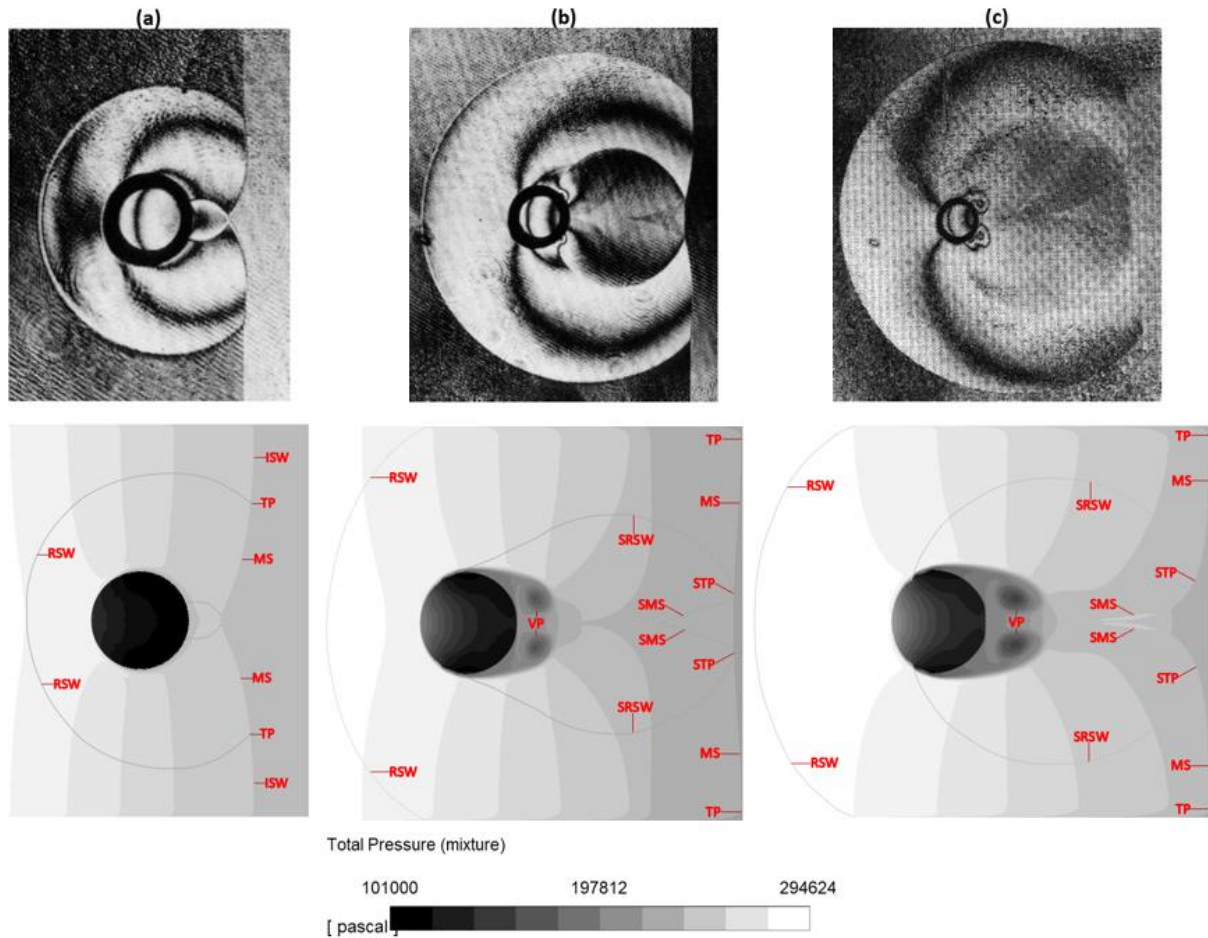 (a) (b) (c)
ISW
TP
RSW
MS
RSW
MS
TP
ISW
TP
RSW
MS
SRSW
STP
SMS
VP
SMS
STP
SRSW
MS
RSW
TP
TP
RSW
MS
SRSW
STP
SMS
VP
SMS
STP
SRSW
RSW
MS
TP
Total Pressure (mixture)
101000 197812 294624
[ pascal ]